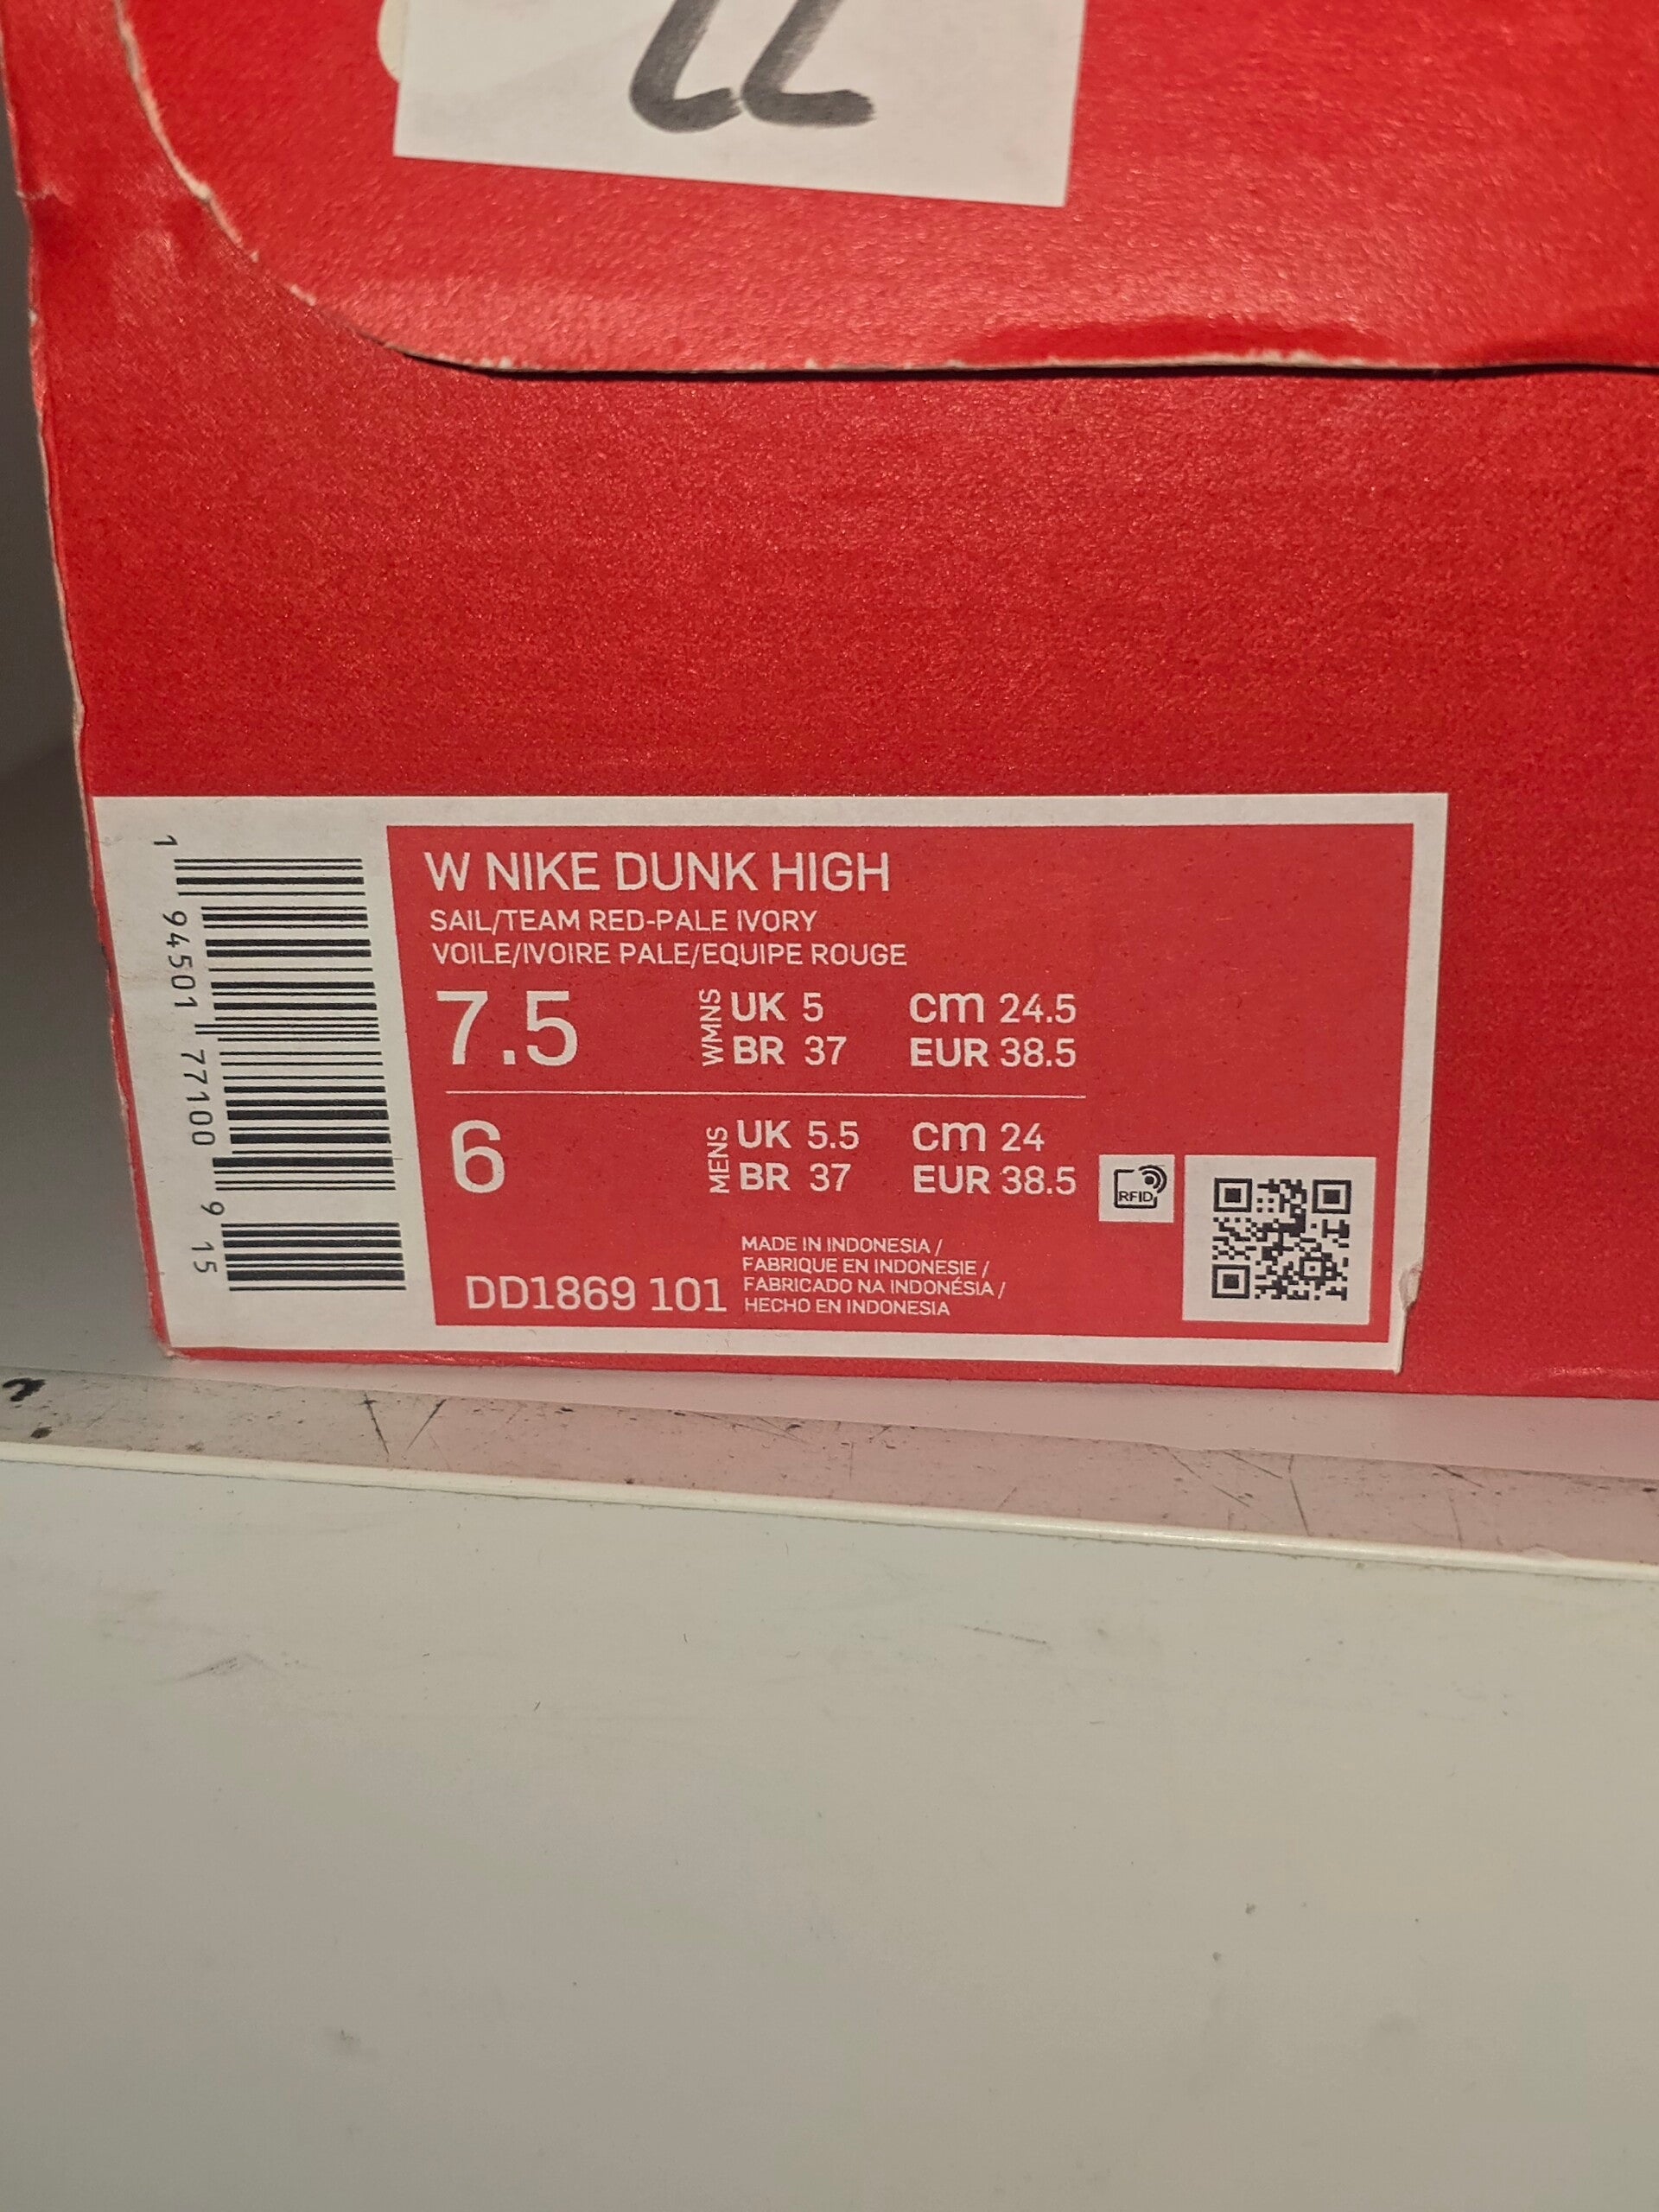 W NIKE DUNK HIGH
SAIL/TEAM RED-PALE IVORY
VOILE/IVOIRE PALE/EQUIPE ROUGE
7.5 WMNS UK 5 cm 24.5
BR 37 EUR 38.5
6 MENS UK 5.5 cm 24
BR 37 EUR 38.5
RFID
MADE IN INDONESIA /
FABRIQUE EN INDONESIE /
FABRICADO NA INDONÉSIA /
HECHO EN INDONESIA
DD1869 101
1 94501 77100 9 15